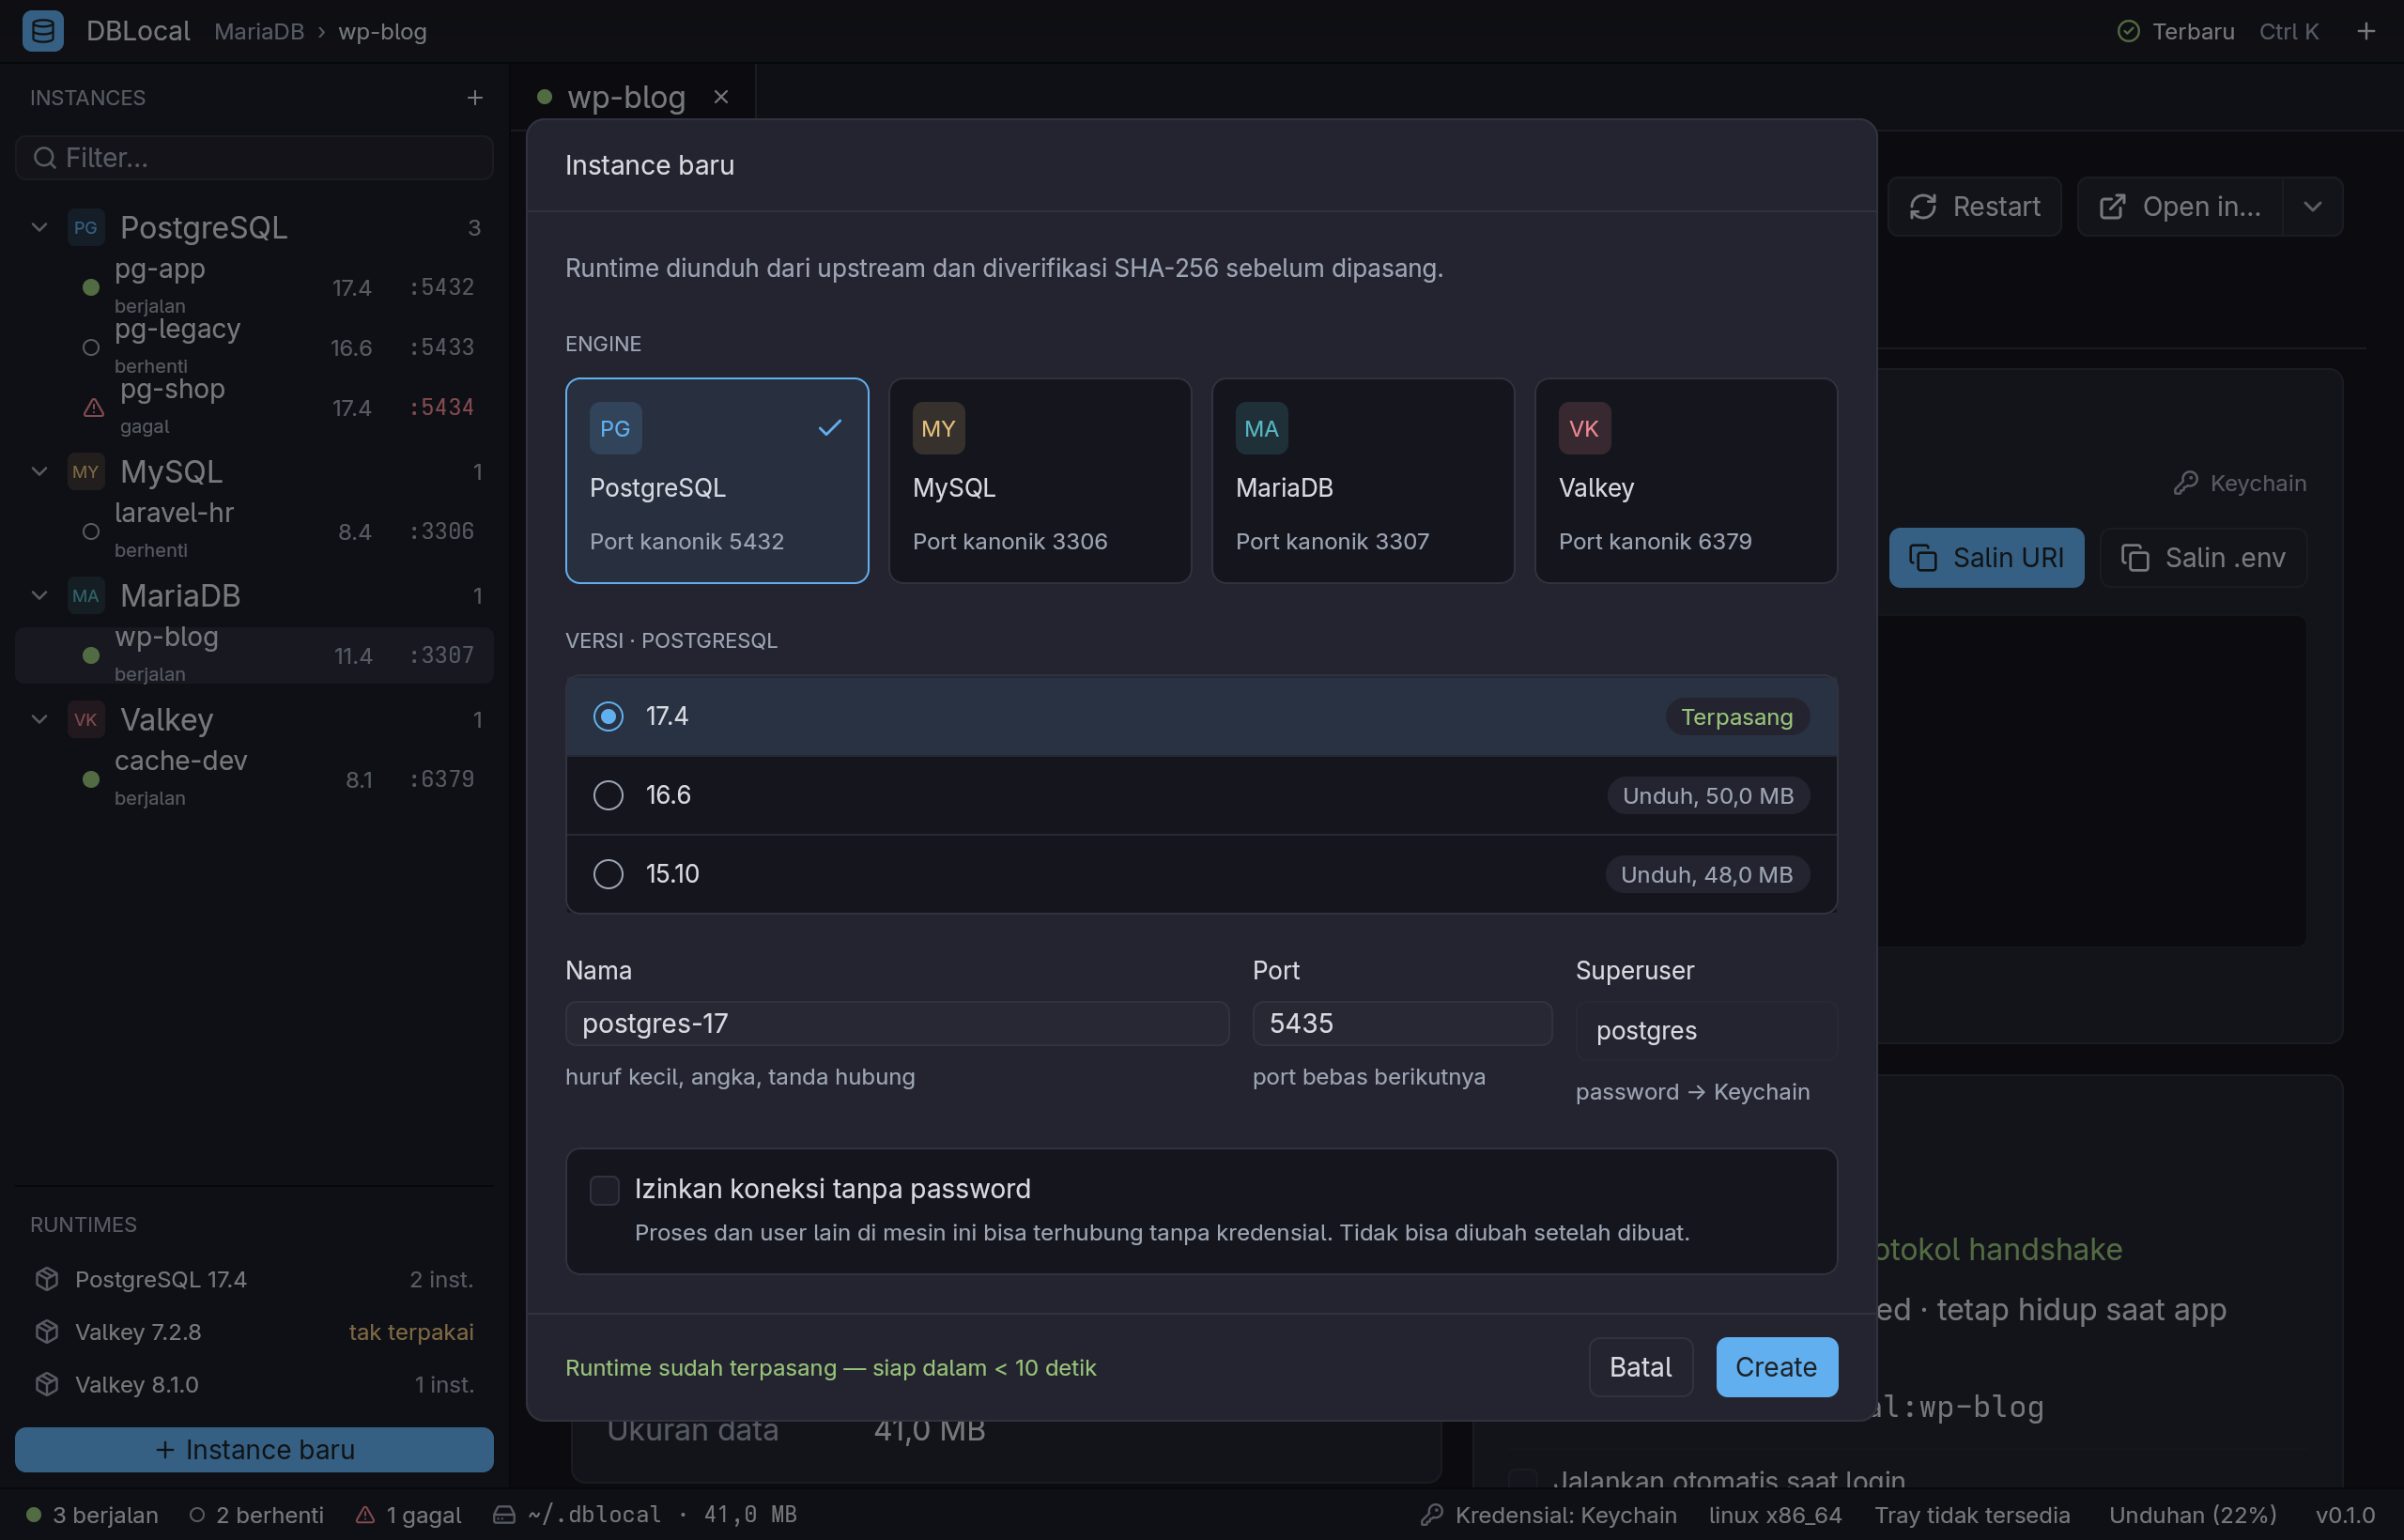 DBLocal MariaDB › wp-blog
Terbaru Ctrl K
INSTANCES
Filter...
PG PostgreSQL 3
pg-app 17.4 :5432
berjalan
pg-legacy 16.6 :5433
berhenti
pg-shop 17.4 :5434
gagal
MY MySQL 1
laravel-hr 8.4 :3306
berhenti
MA MariaDB 1
wp-blog 11.4 :3307
berjalan
VK Valkey 1
cache-dev 8.1 :6379
berjalan
RUNTIMES
PostgreSQL 17.4 2 inst.
Valkey 7.2.8 tak terpakai
Valkey 8.1.0 1 inst.
+ Instance baru
wp-blog
Restart Open in...
Keychain
Salin URI Salin .env
Instance baru
Runtime diunduh dari upstream dan diverifikasi SHA-256 sebelum dipasang.
ENGINE
PG MY MA VK
PostgreSQL MySQL MariaDB Valkey
Port kanonik 5432 Port kanonik 3306 Port kanonik 3307 Port kanonik 6379
VERSI · POSTGRESQL
17.4 Terpasang
16.6 Unduh, 50,0 MB
15.10 Unduh, 48,0 MB
Nama Port Superuser
postgres-17 5435 postgres
huruf kecil, angka, tanda hubung port bebas berikutnya password → Keychain
Izinkan koneksi tanpa password
Proses dan user lain di mesin ini bisa terhubung tanpa kredensial. Tidak bisa diubah setelah dibuat.
Runtime sudah terpasang — siap dalam < 10 detik Batal Create
otokol handshake
ed · tetap hidup saat app
al:wp-blog
Ukuran data 41,0 MB
Jalankan otomatis saat login
3 berjalan 2 berhenti 1 gagal ~/.dblocal · 41,0 MB
Kredensial: Keychain linux x86_64 Tray tidak tersedia Unduhan (22%) v0.1.0